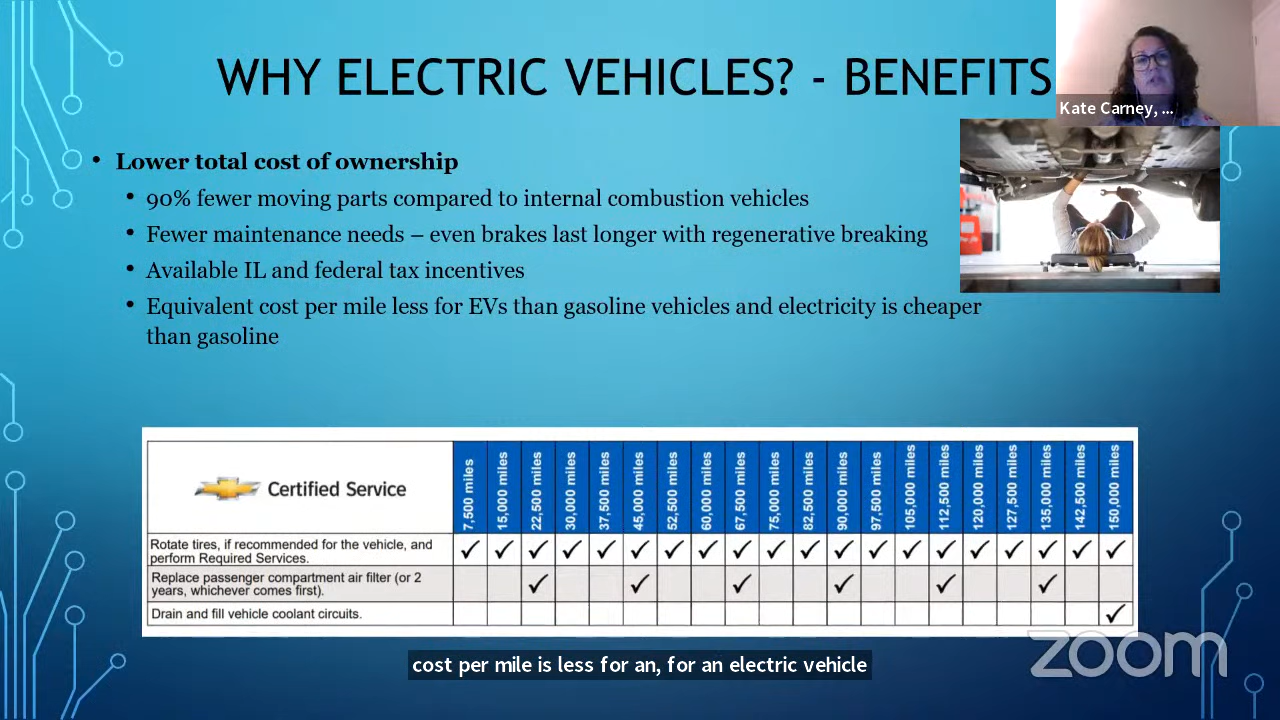 WHY ELECTRIC VEHICLES? - BENEFITS
Kate Carney, ...
• Lower total cost of ownership
• 90% fewer moving parts compared to internal combustion vehicles
• Fewer maintenance needs – even brakes last longer with regenerative breaking
• Available IL and federal tax incentives
• Equivalent cost per mile less for EVs than gasoline vehicles and electricity is cheaper
than gasoline
Certified Service
7,500 miles
15,000 miles
22,500 miles
30,000 miles
37,500 miles
45,000 miles
52,500 miles
60,000 miles
67,500 miles
75,000 miles
82,500 miles
90,000 miles
97,500 miles
105,000 miles
112,500 miles
120,000 miles
127,500 miles
135,000 miles
142,500 miles
150,000 miles
Rotate tires, if recommended for the vehicle, and
perform Required Services.
Replace passenger compartment air filter (or 2
years, whichever comes first).
Drain and fill vehicle coolant circuits.
zoom
cost per mile is less for an, for an electric vehicle